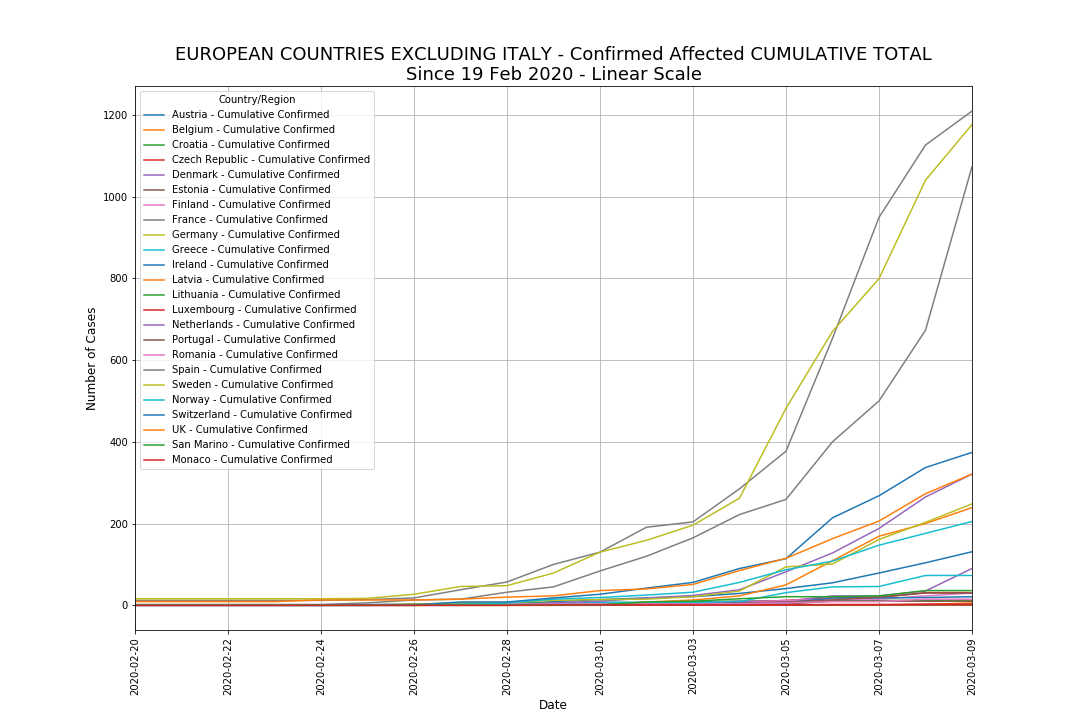 EUROPEAN COUNTRIES EXCLUDING ITALY - Confirmed Affected CUMULATIVE TOTAL
Since 19 Feb 2020 - Linear Scale
Country/Region
Austria - Cumulative Confirmed
Belgium - Cumulative Confirmed
Croatia - Cumulative Confirmed
Czech Republic - Cumulative Confirmed
Denmark - Cumulative Confirmed
Estonia - Cumulative Confirmed
Finland - Cumulative Confirmed
France - Cumulative Confirmed
Germany - Cumulative Confirmed
Greece - Cumulative Confirmed
Ireland - Cumulative Confirmed
Latvia - Cumulative Confirmed
Lithuania - Cumulative Confirmed
Luxembourg - Cumulative Confirmed
Netherlands - Cumulative Confirmed
Portugal - Cumulative Confirmed
Romania - Cumulative Confirmed
Spain - Cumulative Confirmed
Sweden - Cumulative Confirmed
Norway - Cumulative Confirmed
Switzerland - Cumulative Confirmed
UK - Cumulative Confirmed
San Marino - Cumulative Confirmed
Monaco - Cumulative Confirmed
Number of Cases
1200
1000
800
600
400
200
0
2020-02-20
2020-02-22
2020-02-24
2020-02-26
2020-02-28
2020-03-01
2020-03-03
2020-03-05
2020-03-07
2020-03-09
Date